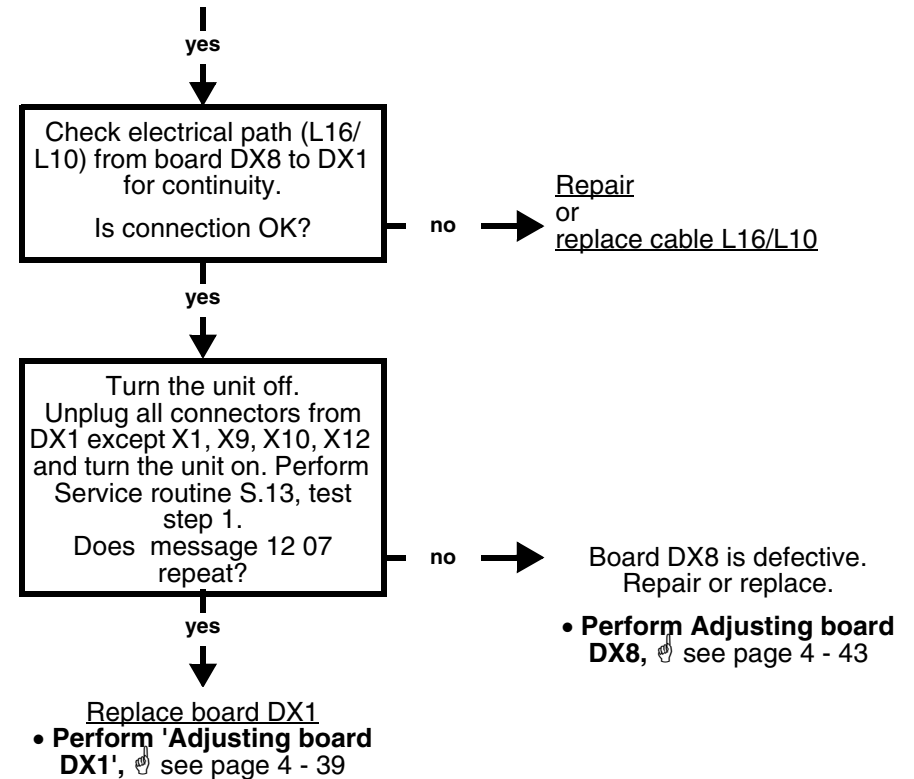 yes
Check electrical path (L16/
L10) from board DX8 to DX1
for continuity.
Is connection OK?
no
Repair
or
replace cable L16/L10
yes
Turn the unit off.
Unplug all connectors from
DX1 except X1, X9, X10, X12
and turn the unit on. Perform
Service routine S.13, test
step 1.
Does message 12 07
repeat?
no
Board DX8 is defective.
Repair or replace.
• Perform Adjusting board
DX8, ☝ see page 4 - 43
yes
Replace board DX1
• Perform 'Adjusting board
DX1', ☝ see page 4 - 39